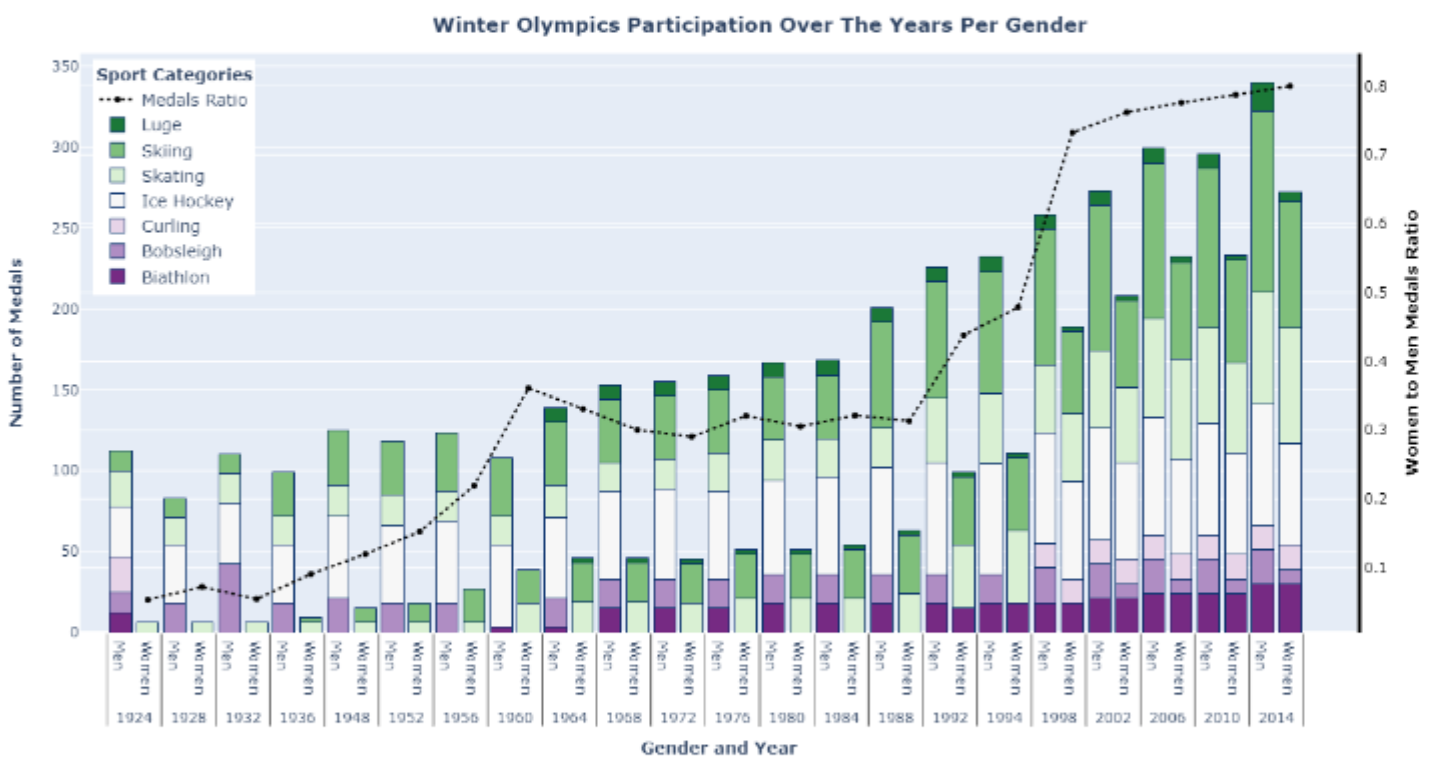 Winter Olympics Participation Over The Years Per Gender
Sport Categories
Medals Ratio
Luge
Skiing
Skating
Ice Hockey
Curling
Bobsleigh
Biathlon
Number of Medals
350
300
250
200
150
100
50
0
0.8
0.7
0.6
0.5
0.4
0.3
0.2
0.1
Women to Men Medals Ratio
Men Women Men Women Men Women Men Women Men Women Men Women Men Women Men Women Men Women Men Women Men Women Men Women Men Women Men Women Men Women Men Women Men Women Men Women Men Women Men Women Men Women Men Women
1924 1928 1932 1936 1948 1952 1956 1960 1964 1968 1972 1976 1980 1984 1988 1992 1994 1998 2002 2006 2010 2014
Gender and Year